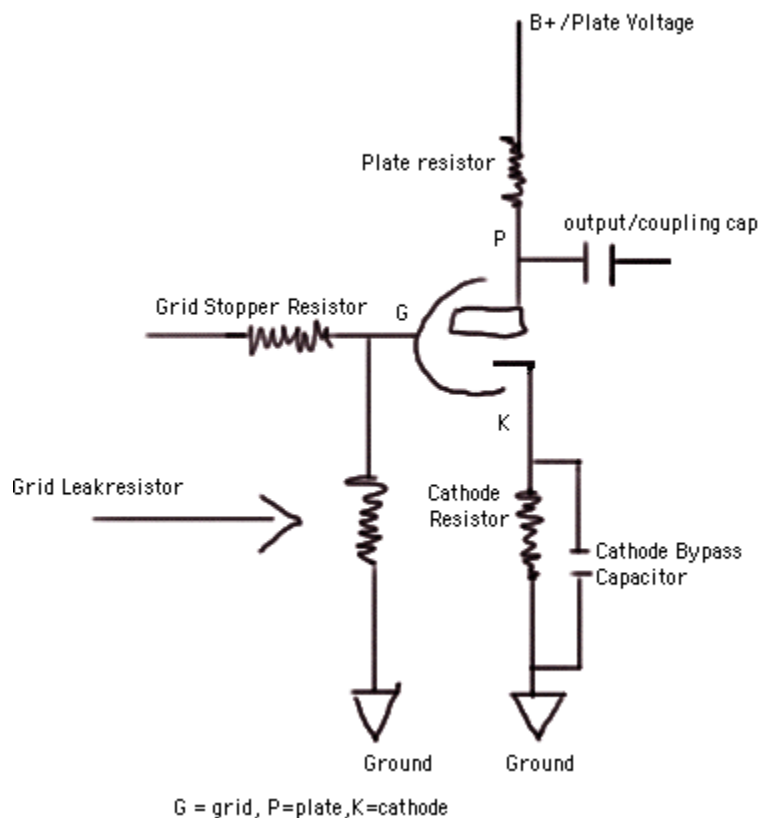 B+/Plate Voltage
Plate resistor
output/coupling cap
P
Grid Stopper Resistor
G
K
Grid Leakresistor
Cathode
Resistor
Cathode Bypass
Capacitor
Ground
Ground
G = grid, P=plate,K=cathode